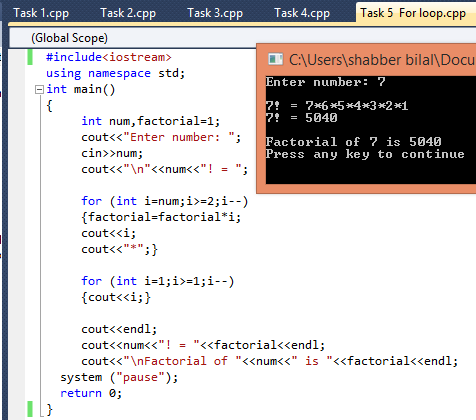 Task 1.cpp Task 2.cpp Task 3.cpp Task 4.cpp Task 5 For loop.cpp
(Global Scope)
#include<iostream>
using namespace std;
int main()
{
int num,factorial=1;
cout<<"Enter number: ";
cin>>num;
cout<<"\n"<<num<<"! = ";
for (int i=num;i>=2;i--)
{factorial=factorial*i;
cout<<i;
cout<<"*";}
for (int i=1;i>=1;i--)
{cout<<i;}
cout<<endl;
cout<<num<<"! = "<<factorial<<endl;
cout<<"\nFactorial of "<<num<<" is "<<factorial<<endl;
system ("pause");
return 0;
}
C:\Users\shabber bilal\Docu
Enter number: 7
7! = 7*6*5*4*3*2*1
7! = 5040
Factorial of 7 is 5040
Press any key to continue